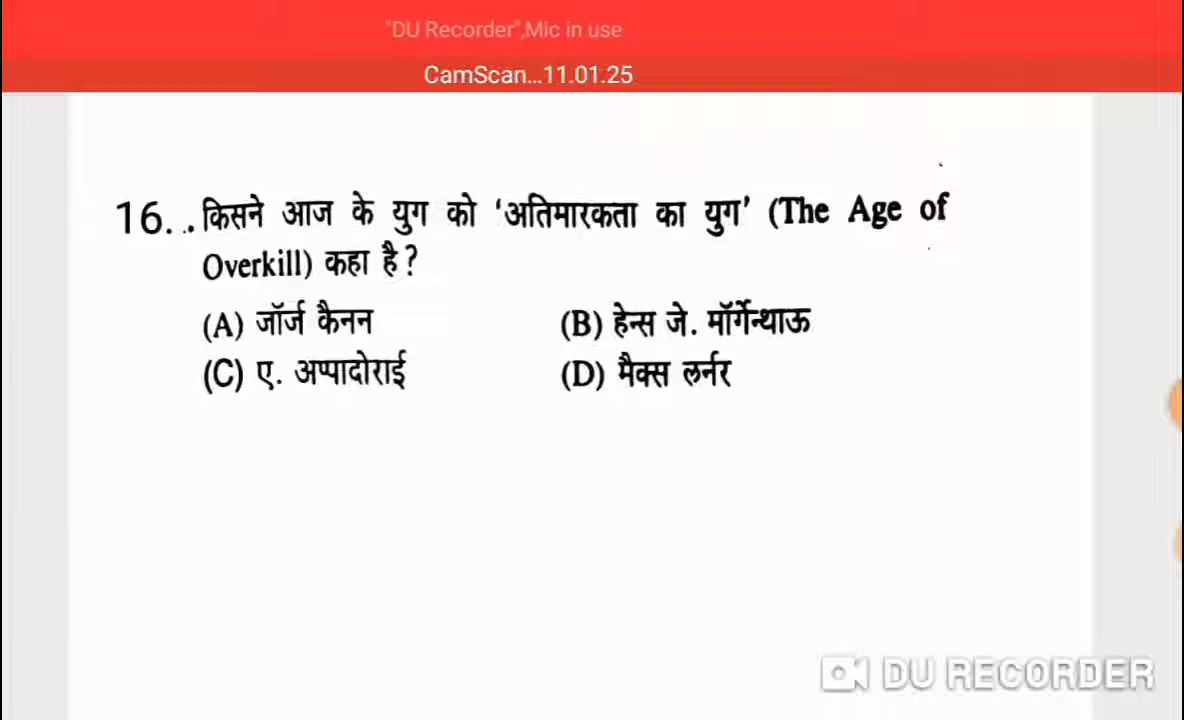 "DU Recorder",Mic in use
CamScan...11.01.25
16. . किसने आज के युग को 'अतिमारकता का युग' (The Age of
Overkill) कहा है?
(A) जॉर्ज कैनन (B) हेन्स जे. मॉर्गेन्थाऊ
(C) ए. अप्पादोराई (D) मैक्स लर्नर
DU RECORDER